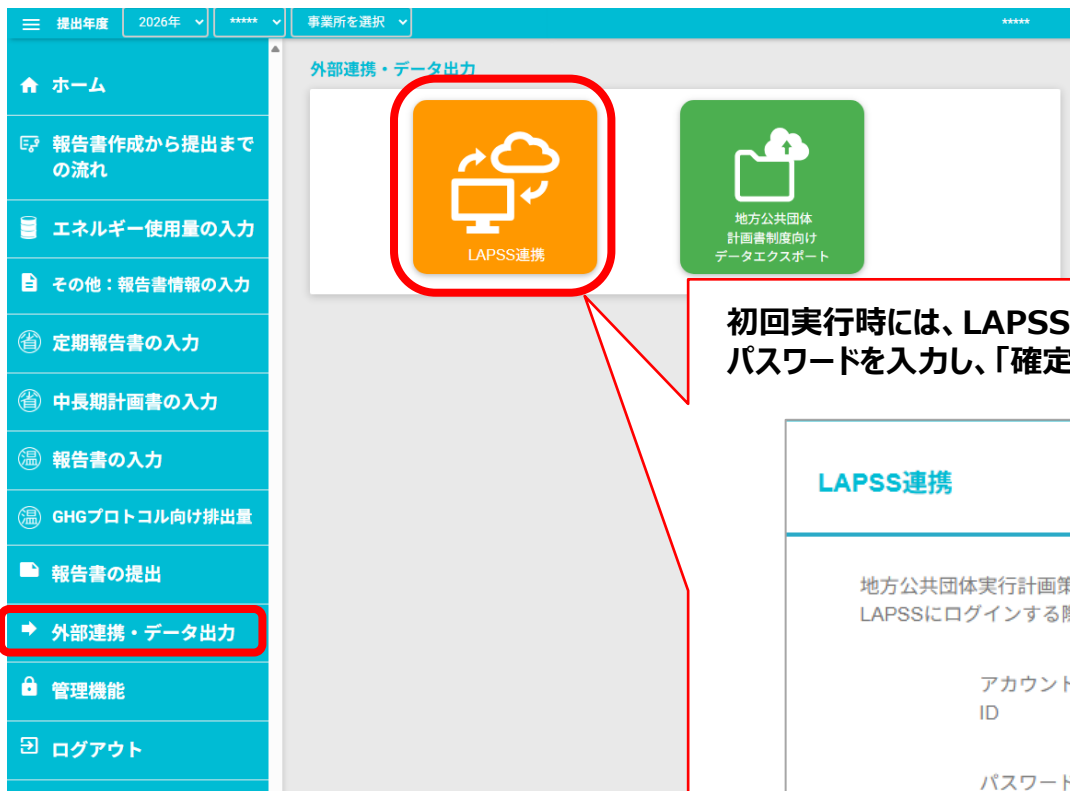 提出年度 2026年 ***** 事業所を選択 *****
ホーム
報告書作成から提出まで
の流れ
エネルギー使用量の入力
その他：報告書情報の入力
省 定期報告書の入力
省 中長期計画書の入力
温 報告書の入力
温 GHGプロトコル向け排出量
報告書の提出
外部連携・データ出力
管理機能
ログアウト
外部連携・データ出力
LAPSS連携
地方公共団体
計画書制度向け
データエクスポート
初回実行時には、LAPSS
パスワードを入力し、「確定
LAPSS連携
地方公共団体実行計画策
LAPSSにログインする際
アカウント
ID
パスワード